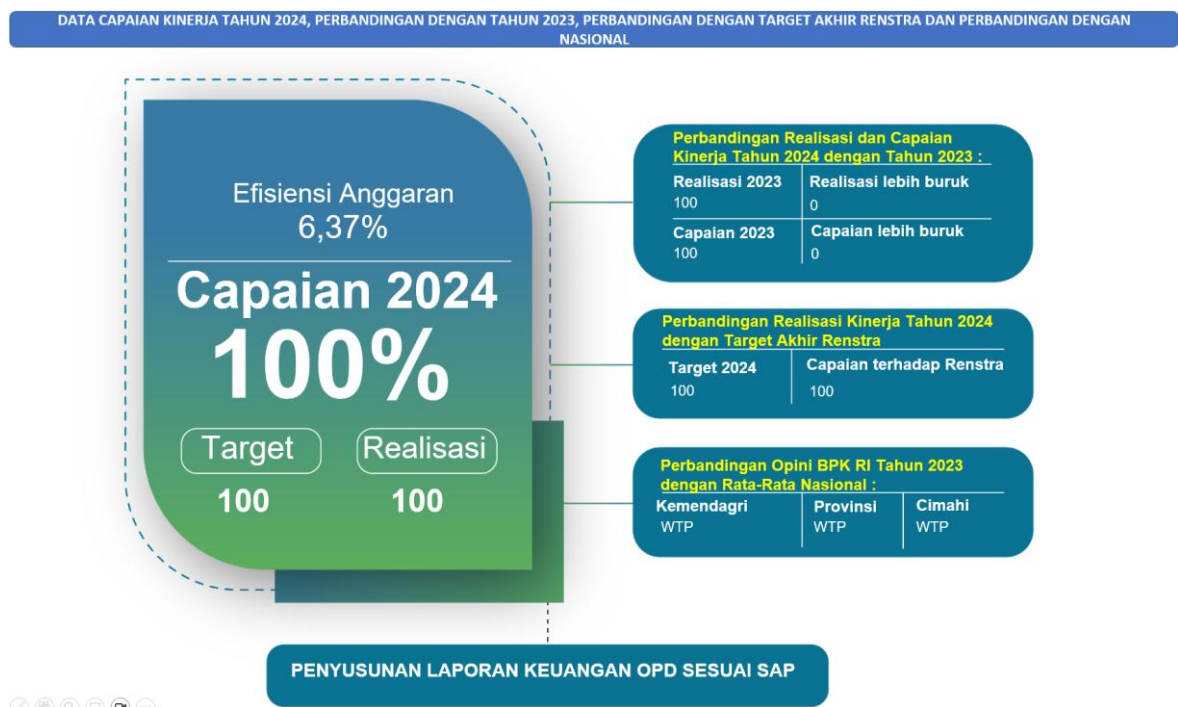 DATA CAPAIAN KINERJA TAHUN 2024, PERBANDINGAN DENGAN TAHUN 2023, PERBANDINGAN DENGAN TARGET AKHIR RENSTRA DAN PERBANDINGAN DENGAN
NASIONAL
Efisiensi Anggaran
6,37%
Capaian 2024
100%
Target Realisasi
100 100
Perbandingan Realisasi dan Capaian
Kinerja Tahun 2024 dengan Tahun 2023 :
Realisasi 2023 Realisasi lebih buruk
100 0
Capaian 2023 Capaian lebih buruk
100 0
Perbandingan Realisasi Kinerja Tahun 2024
dengan Target Akhir Renstra
Target 2024 Capaian terhadap Renstra
100 100
Perbandingan Opini BPK RI Tahun 2023
dengan Rata-Rata Nasional :
Kemendagri Provinsi Cimahi
WTP WTP WTP
PENYUSUNAN LAPORAN KEUANGAN OPD SESUAI SAP